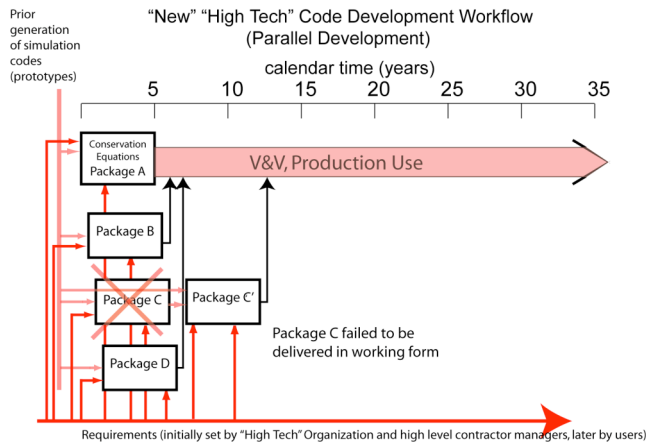 Prior
generation
of simulation
codes
(prototypes)
“New” “High Tech” Code Development Workflow
(Parallel Development)
calendar time (years)
5 10 15 20 25 30 35
Conservation
Equations
Package A
V&V, Production Use
Package B
Package C
Package C'
Package C failed to be
delivered in working form
Package D
Requirements (initially set by “High Tech” Organization and high level contractor managers, later by users)